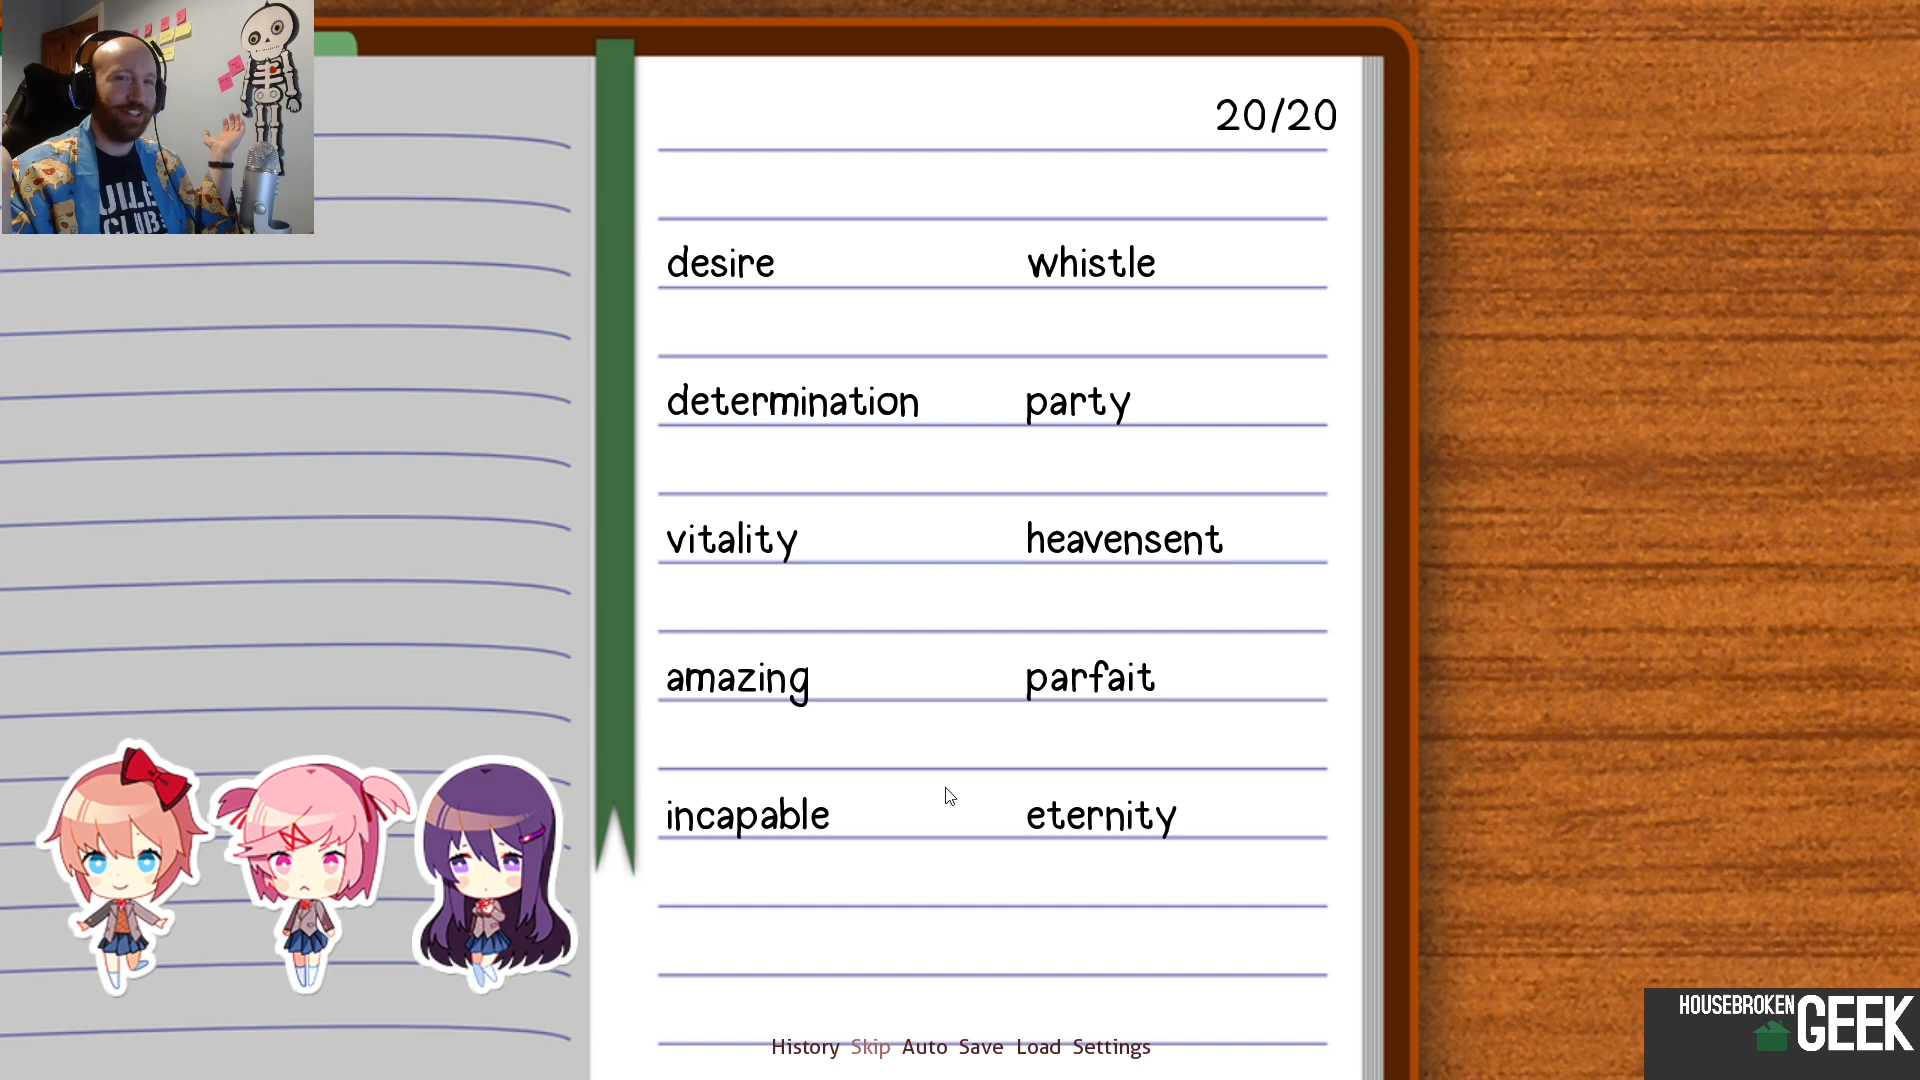 20/20
desire whistle
determination party
vitality heavensent
amazing parfait
incapable eternity
History Skip Auto Save Load Settings
HOUSEBROKEN
GEEK
CLUB